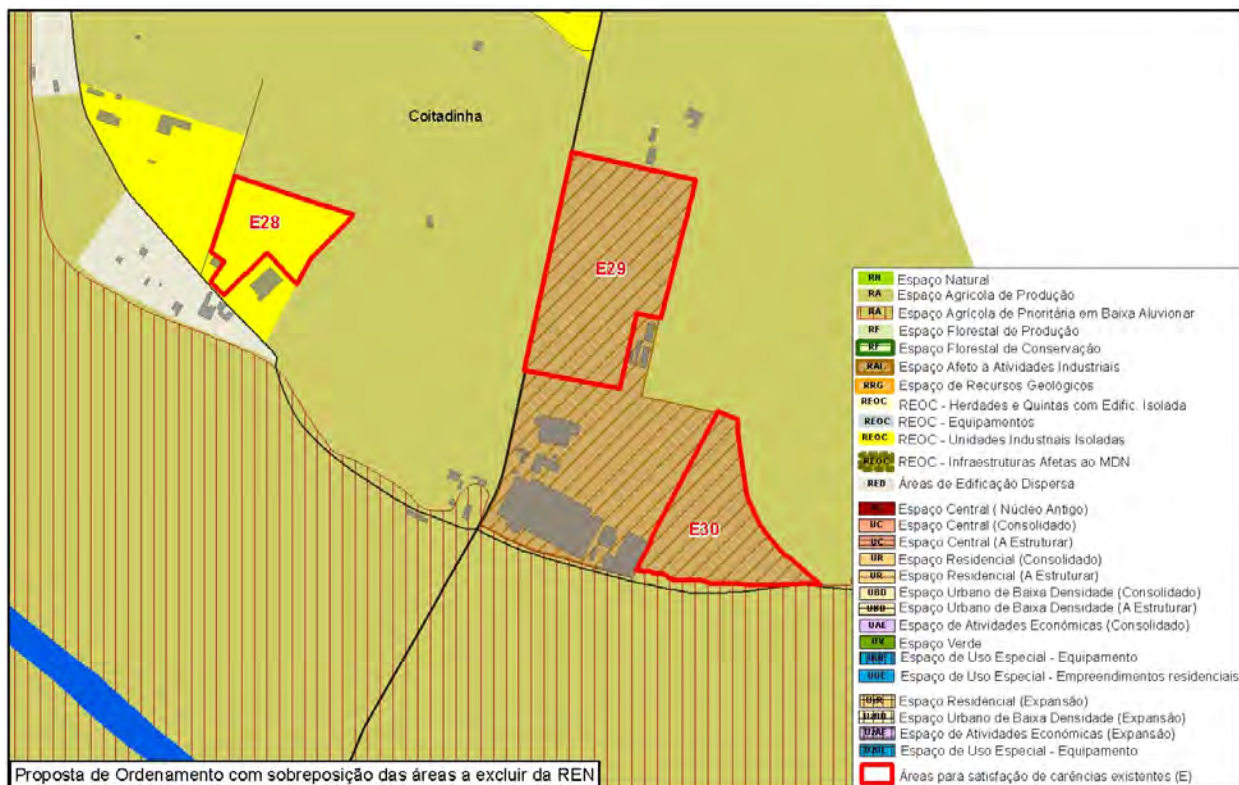 Coitadinha
E28
E29
E30
RN Espaço Natural
RA Espaço Agrícola de Produção
RA Espaço Agrícola de Prioritária em Baixa Aluvionar
RF Espaço Florestal de Produção
RF Espaço Florestal de Conservação
RAI Espaço Afeto a Atividades Industriais
RRG Espaço de Recursos Geológicos
REOC REOC - Herdades e Quintas com Edific. Isolada
REOC REOC - Equipamentos
REOC REOC - Unidades Industriais Isoladas
REOC REOC - Infraestruturas Afetas ao MDN
RED Áreas de Edificação Dispersa
Espaço Central ( Núcleo Antigo)
UC Espaço Central (Consolidado)
UC Espaço Central (A Estruturar)
UR Espaço Residencial (Consolidado)
UR Espaço Residencial (A Estruturar)
UBD Espaço Urbano de Baixa Densidade (Consolidado)
UBD Espaço Urbano de Baixa Densidade (A Estruturar)
UAE Espaço de Atividades Económicas (Consolidado)
UV Espaço Verde
Espaço de Uso Especial - Equipamento
UUE Espaço de Uso Especial - Empreendimentos residenciais
Espaço Residencial (Expansão)
Espaço Urbano de Baixa Densidade (Expansão)
Espaço de Atividades Económicas (Expansão)
Espaço de Uso Especial - Equipamento
Áreas para satisfação de carências existentes (E)
Proposta de Ordenamento com sobreposição das áreas a excluir da REN